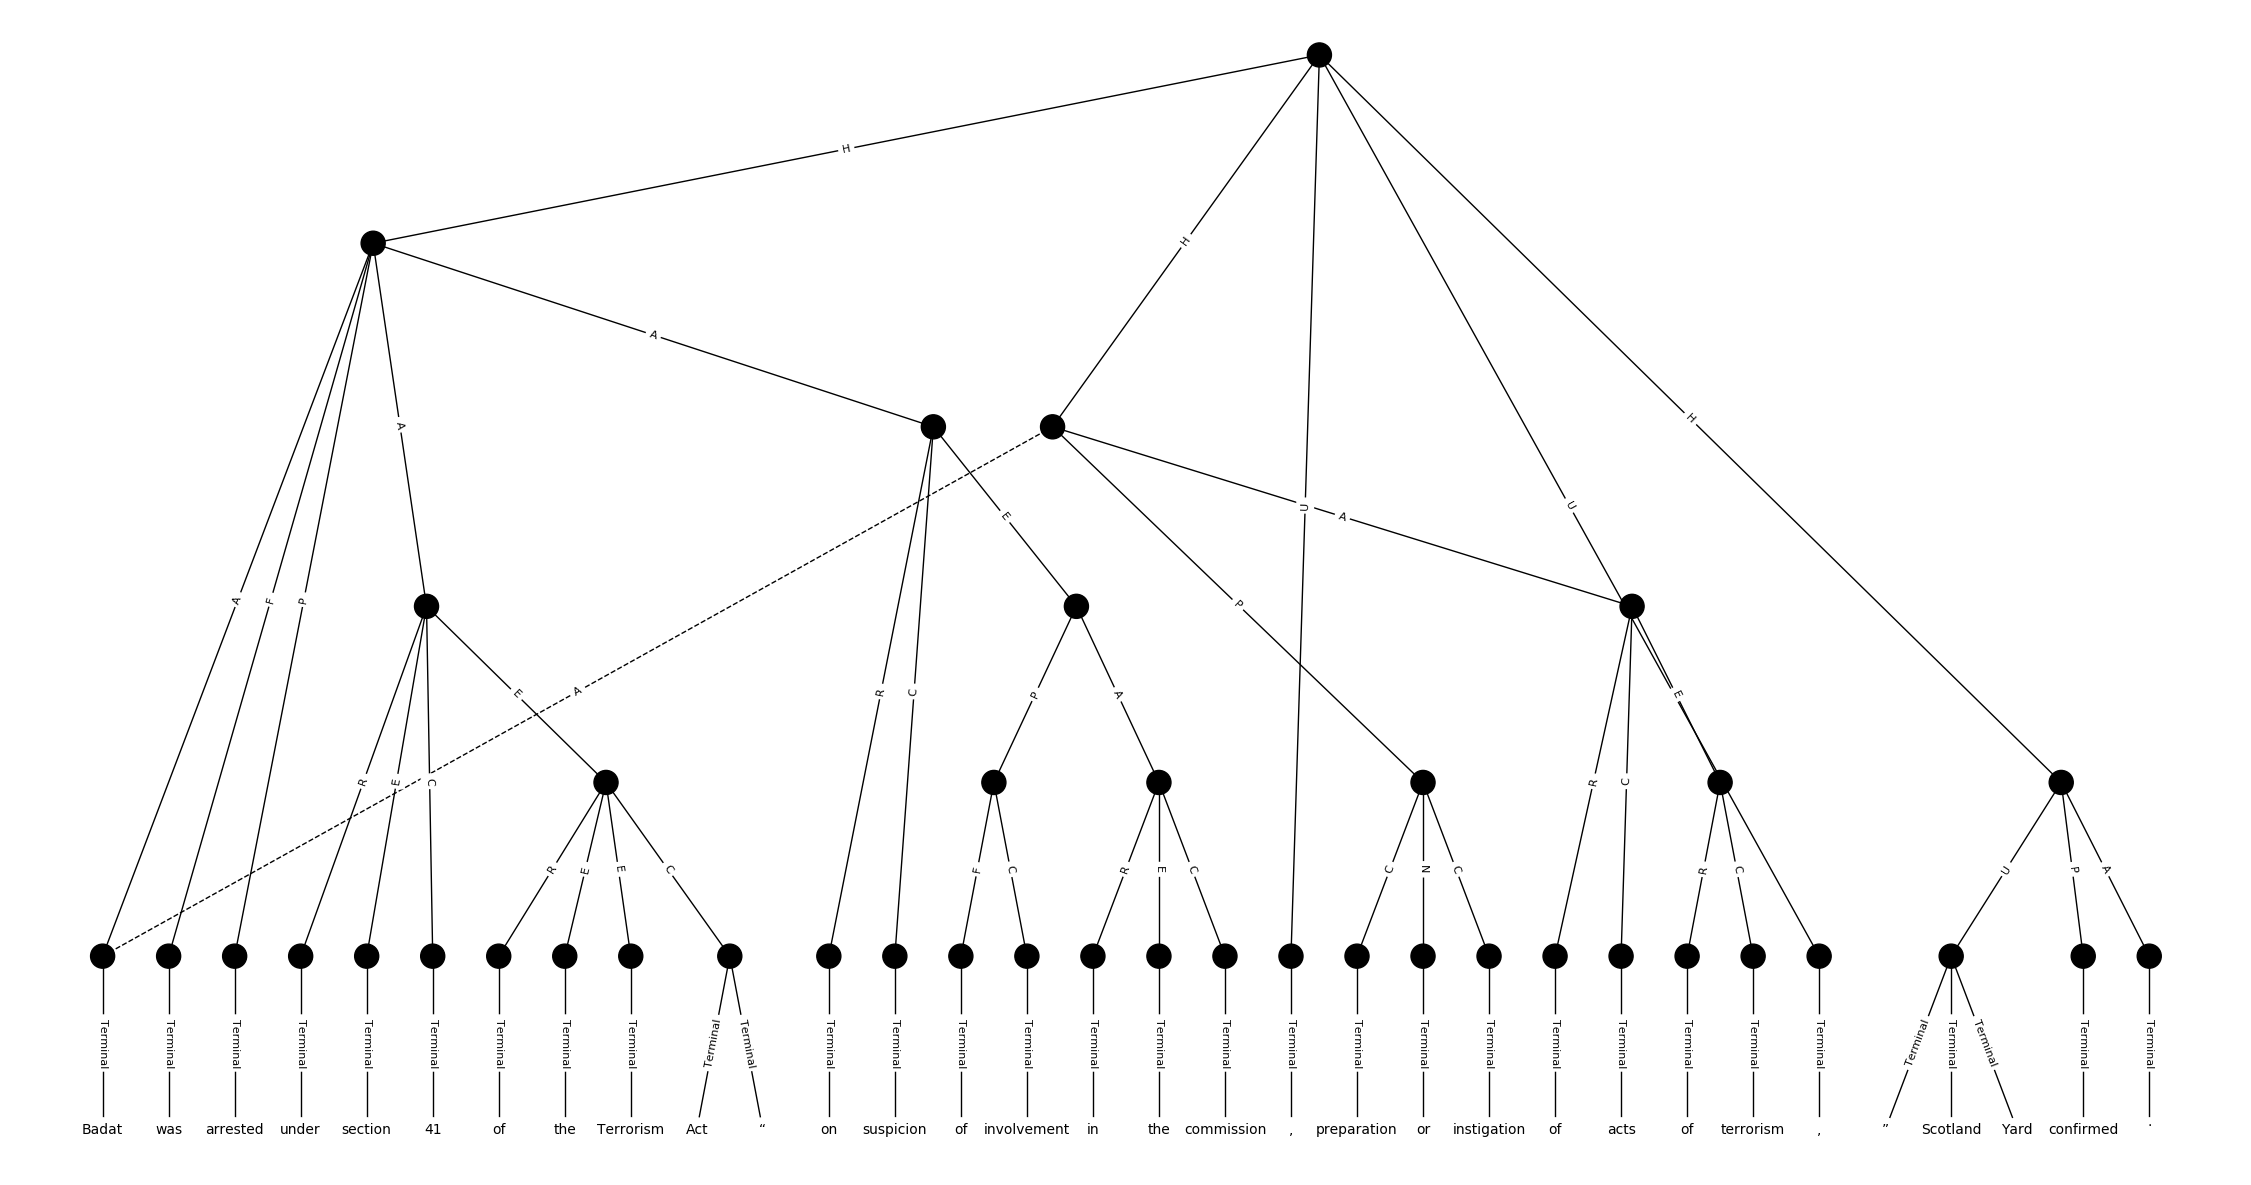 H
H
A
A
H
E
U
A
U
P
A
F
P
A
E
R
C
P
A
E
R
E
C
R
C
R
E
E
C
F
C
R
E
C
C
N
C
R
C
U
P
A
Terminal Terminal Terminal Terminal Terminal Terminal Terminal Terminal Terminal Terminal Terminal Terminal Terminal Terminal Terminal Terminal Terminal Terminal Terminal Terminal Terminal Terminal Terminal Terminal Terminal Terminal Terminal Terminal Terminal Terminal Terminal Terminal
Badat was arrested under section 41 of the Terrorism Act “ on suspicion of involvement in the commission , preparation or instigation of acts of terrorism , ” Scotland Yard confirmed .